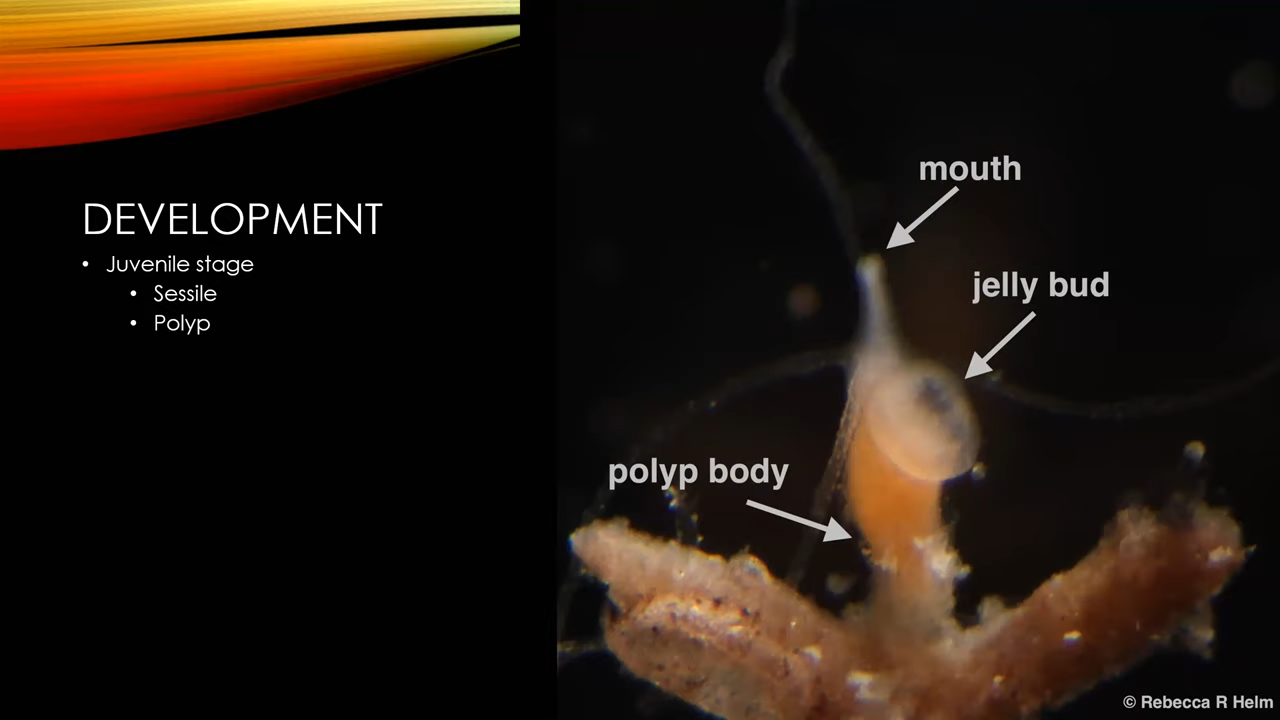 DEVELOPMENT
• Juvenile stage
• Sessile
• Polyp
mouth
jelly bud
polyp body
© Rebecca R Helm